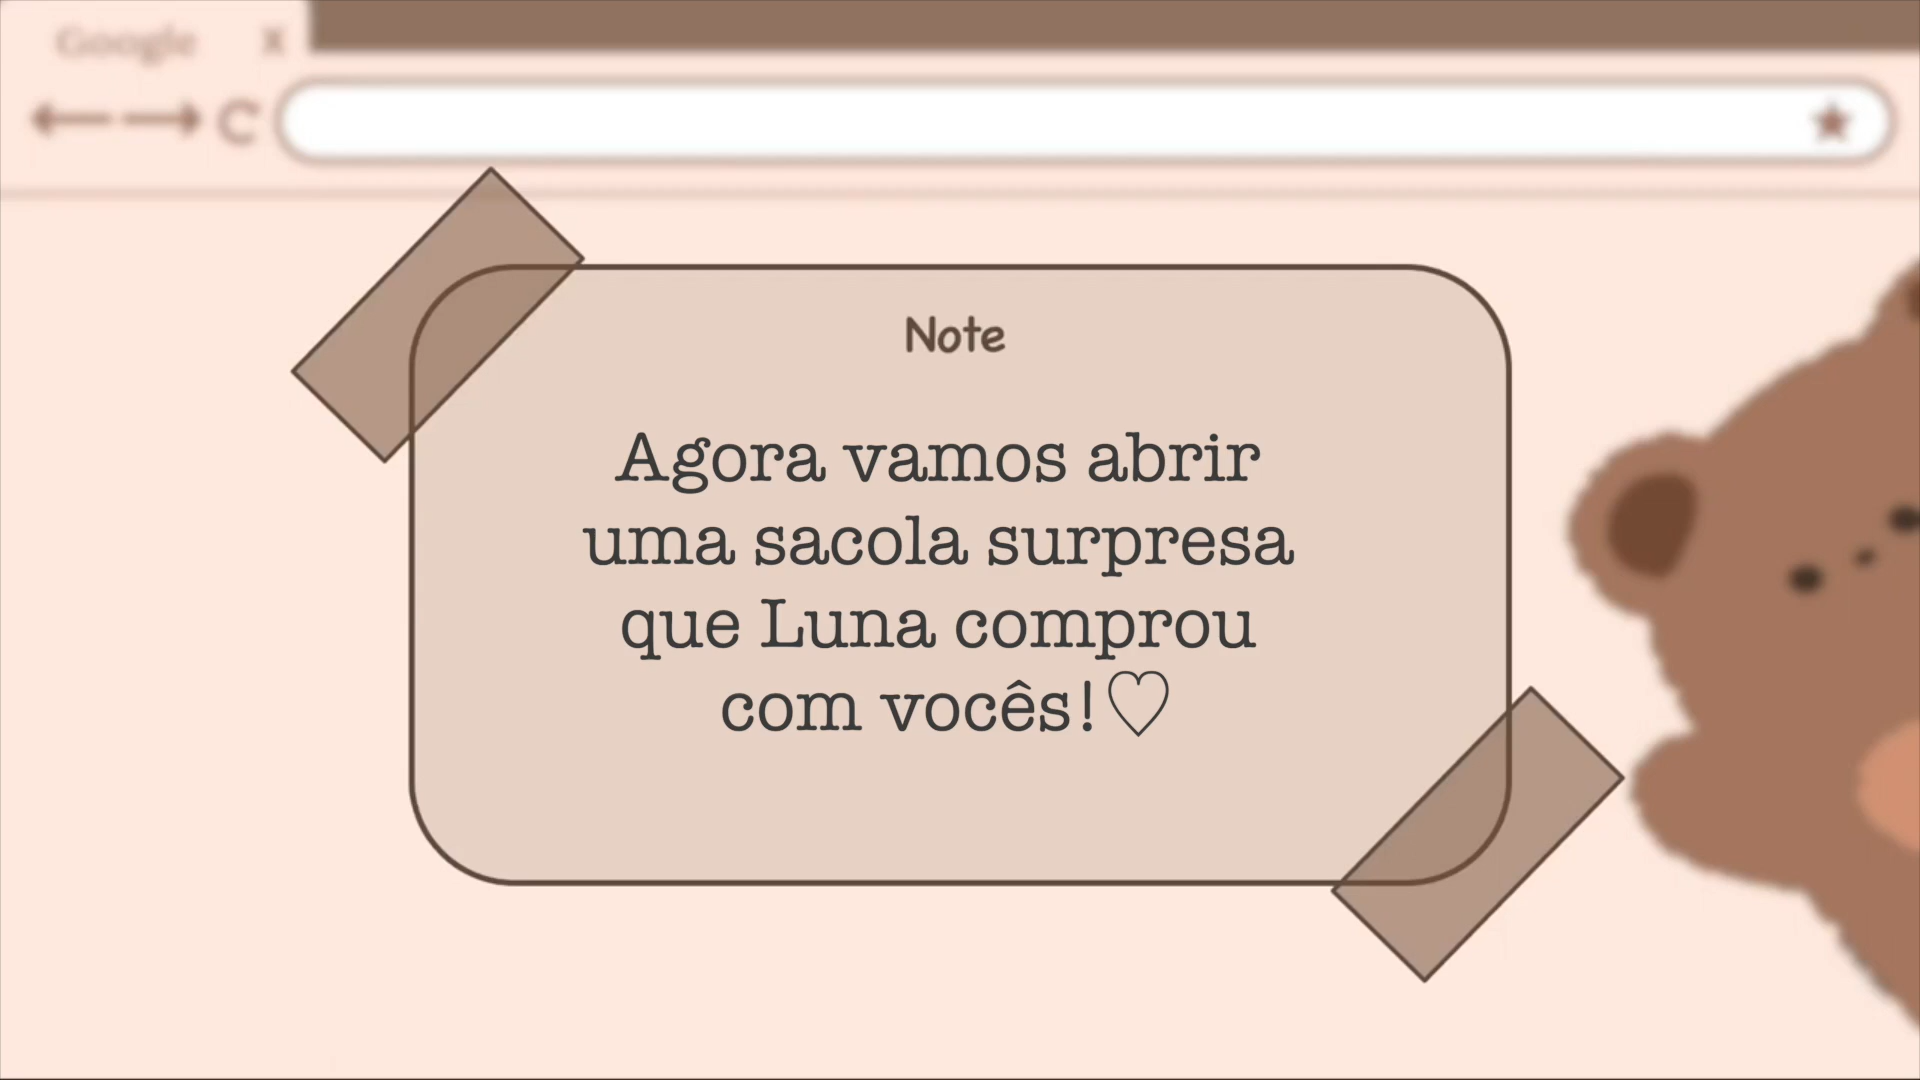 Google X
Note
Agora vamos abrir
uma sacola surpresa
que Luna comprou
com vocês!♡